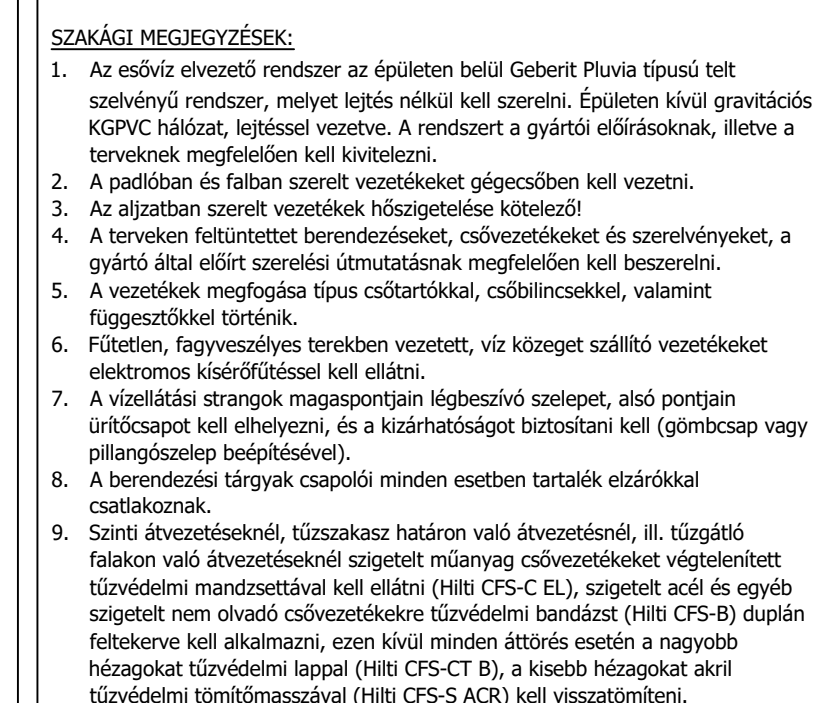 SZAKÁGI MEGJEGYZÉSEK:
1. Az esővíz elvezető rendszer az épületen belül Geberit Pluvia típusú telt
szelvényű rendszer, melyet lejtés nélkül kell szerelni. Épületen kívül gravitációs
KGPVC hálózat, lejtéssel vezetve. A rendszert a gyártói előírásoknak, illetve a
terveknek megfelelően kell kivitelezni.
2. A padlóban és falban szerelt vezetékeket gégecsőben kell vezetni.
3. Az aljzatban szerelt vezetékek hőszigetelése kötelező!
4. A terveken feltüntettet berendezéseket, csővezetékeket és szerelvényeket, a
gyártó által előírt szerelési útmutatásnak megfelelően kell beszerelni.
5. A vezetékek megfogása típus csőtartókkal, csőbilincsekkel, valamint
függesztőkkel történik.
6. Fűtetlen, fagyveszélyes terekben vezetett, víz közeget szállító vezetékeket
elektromos kísérőfűtéssel kell ellátni.
7. A vízellátási strangok magaspontjain légbeszívó szelepet, alsó pontjain
ürítőcsapot kell elhelyezni, és a kizárhatóságot biztosítani kell (gömbcsap vagy
pillangószelep beépítésével).
8. A berendezési tárgyak csapolói minden esetben tartalék elzárókkal
csatlakoznak.
9. Szinti átvezetéseknél, tűzszakasz határon való átvezetésnél, ill. tűzgátló
falakon való átvezetéseknél szigetelt műanyag csővezetékeket végtelenített
tűzvédelmi mandzsettával kell ellátni (Hilti CFS-C EL), szigetelt acél és egyéb
szigetelt nem olvadó csővezetékekre tűzvédelmi bandázst (Hilti CFS-B) duplán
feltekerve kell alkalmazni, ezen kívül minden áttörés esetén a nagyobb
hézagokat tűzvédelmi lappal (Hilti CFS-CT B), a kisebb hézagokat akril
tűzvédelmi tömítőmasszával (Hilti CFS-S ACR) kell visszatömíteni.